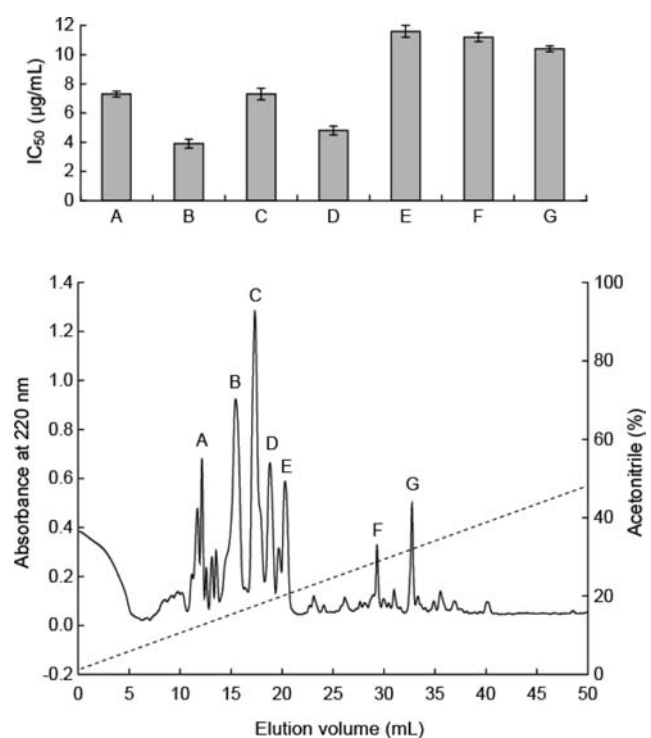 12
10
8
6
4
2
0
IC50 (µg/mL)
A B C D E F G
1.4
1.2
1.0
0.8
0.6
0.4
0.2
0.0
-0.2
Absorbance at 220 nm
A
B
C
D
E
F
G
100
80
60
40
20
0
Acetonitrile (%)
0 5 10 15 20 25 30 35 40 45 50
Elution volume (mL)